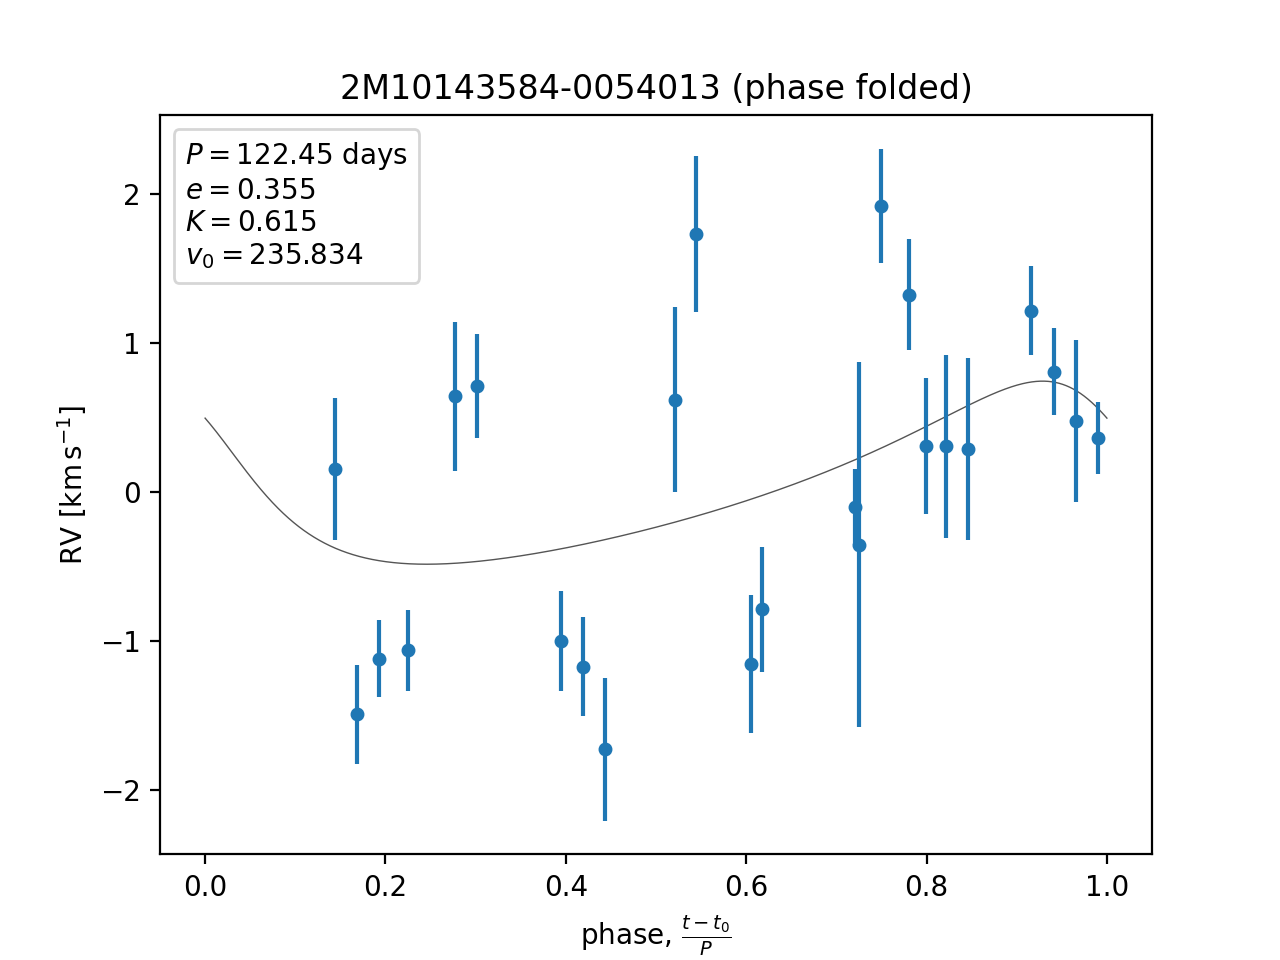 2M10143584-0054013 (phase folded)
P = 122.45 days
e = 0.355
K = 0.615
v₀ = 235.834
2
1
0
−1
−2
RV [km s⁻¹]
0.0 0.2 0.4 0.6 0.8 1.0
phase, (t − t₀)/P